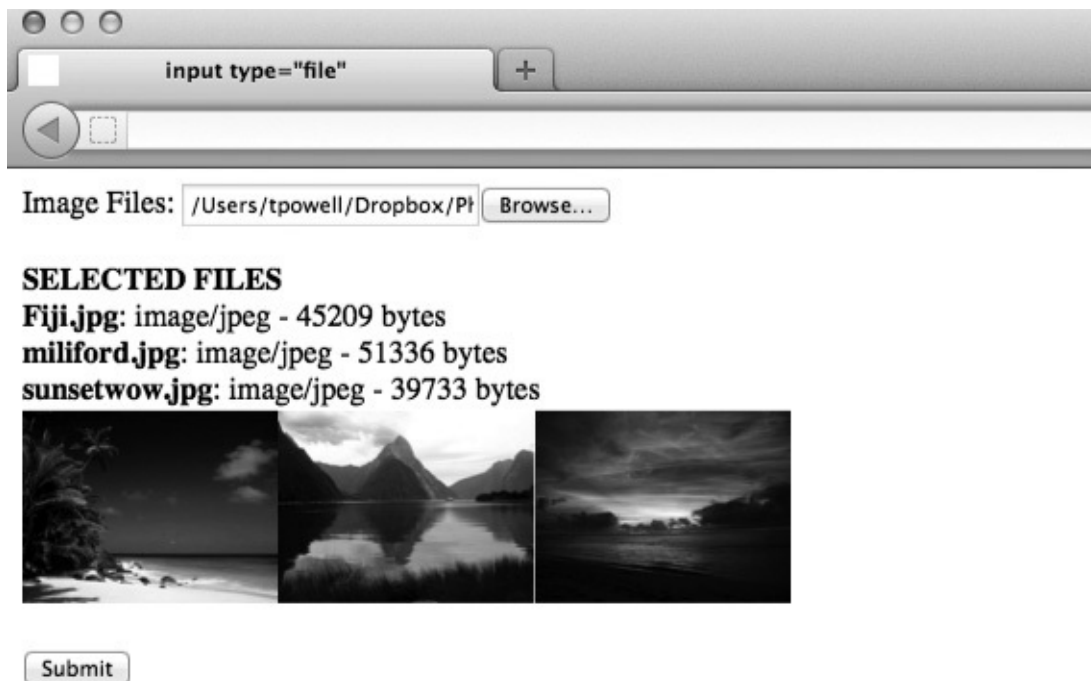 input type="file"
Image Files: /Users/tpowell/Dropbox/Ph Browse...
SELECTED FILES
Fiji.jpg: image/jpeg - 45209 bytes
miliford.jpg: image/jpeg - 51336 bytes
sunsetwow.jpg: image/jpeg - 39733 bytes
Submit